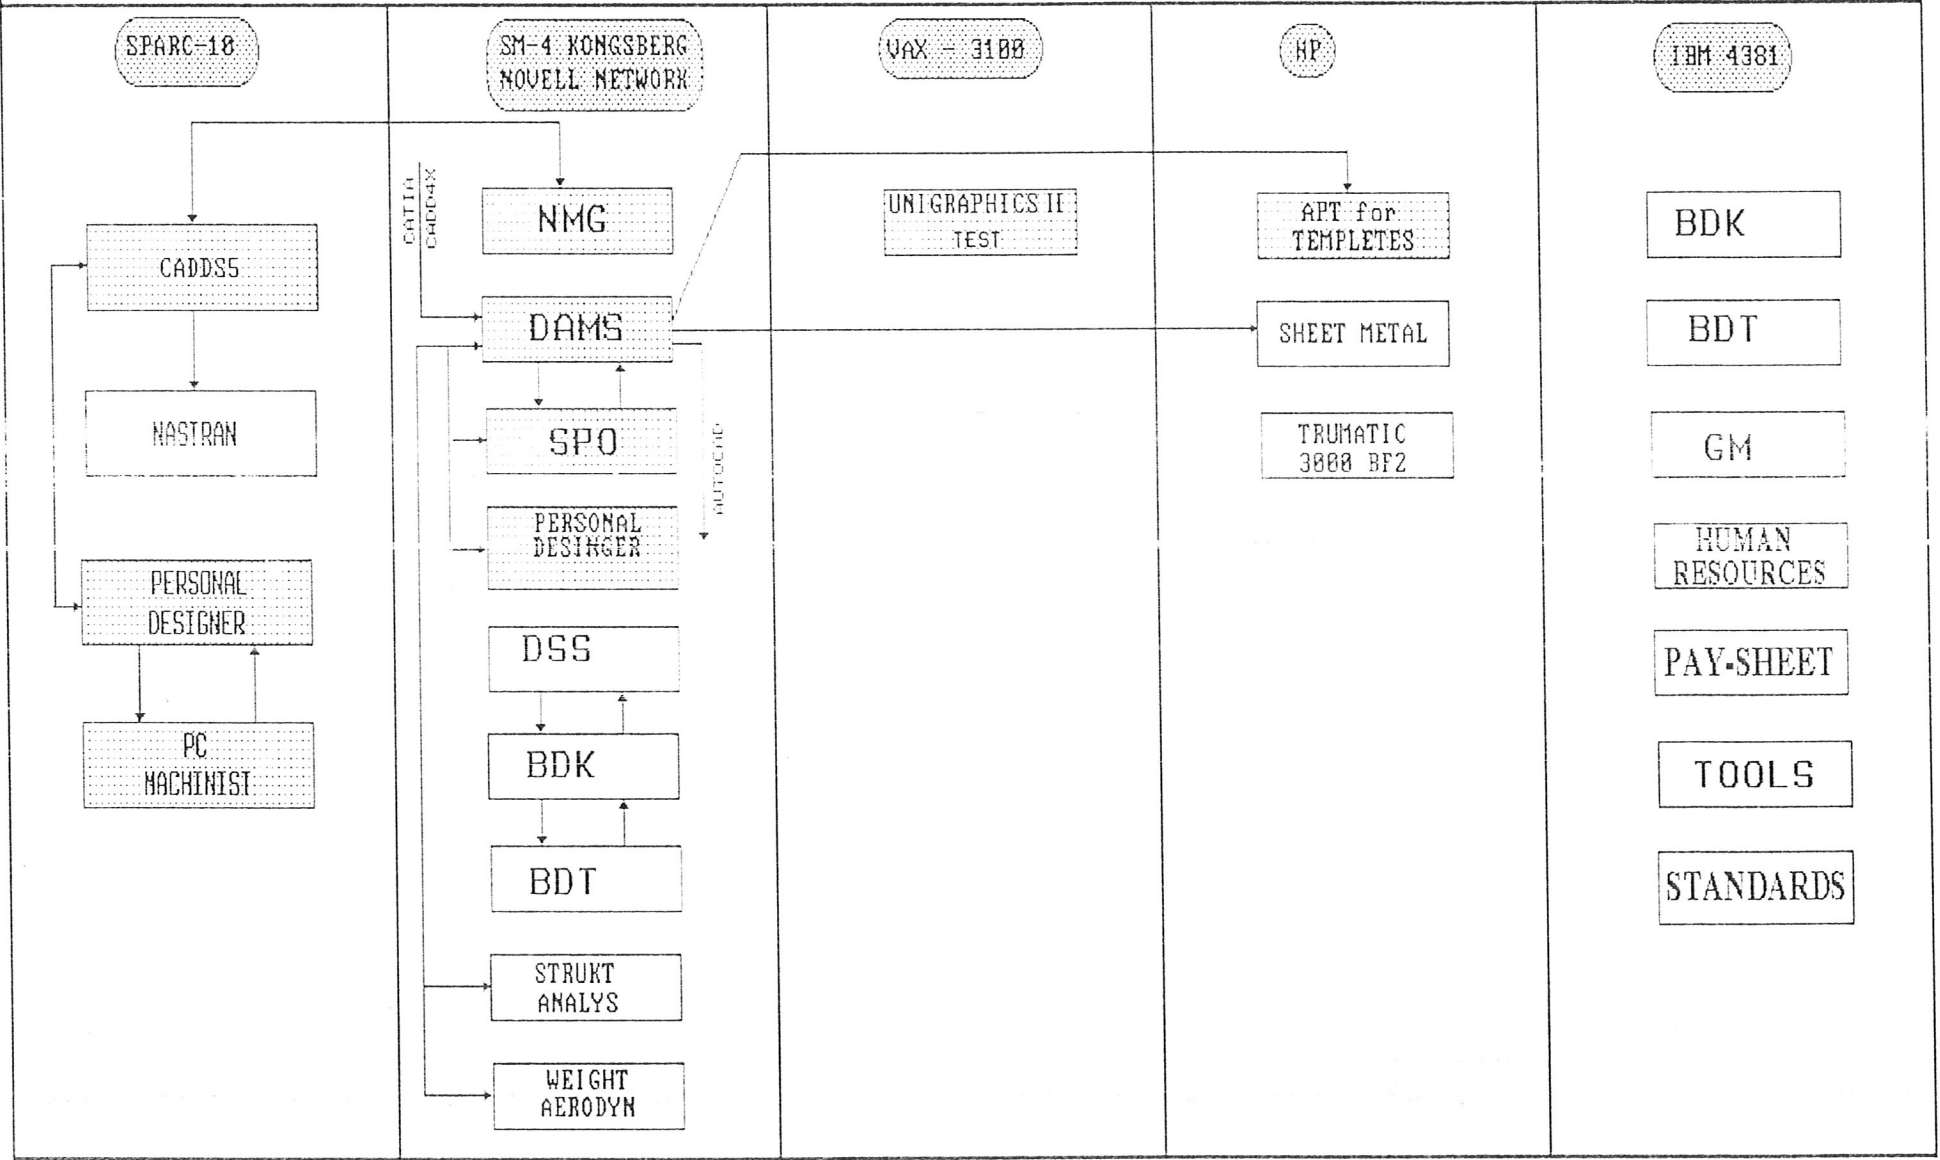 SPARC-10
CADDS5
NASTRAN
PERSONAL
DESIGNER
PC
MACHINIST
SM-4 KONGSBERG
NOVELL NETWORK
CATIA
CADD4X
NMG
DAMS
SPO
AUTOCAD
PERSONAL
DESINGER
DSS
BDK
BDT
STRUKT
ANALYS
WEIGHT
AERODYN
VAX - 3100
UNIGRAPHICS II
TEST
HP
APT for
TEMPLETES
SHEET METAL
TRUMATIC
3000 BF2
IBM 4381
BDK
BDT
GM
HUMAN
RESOURCES
PAY-SHEET
TOOLS
STANDARDS